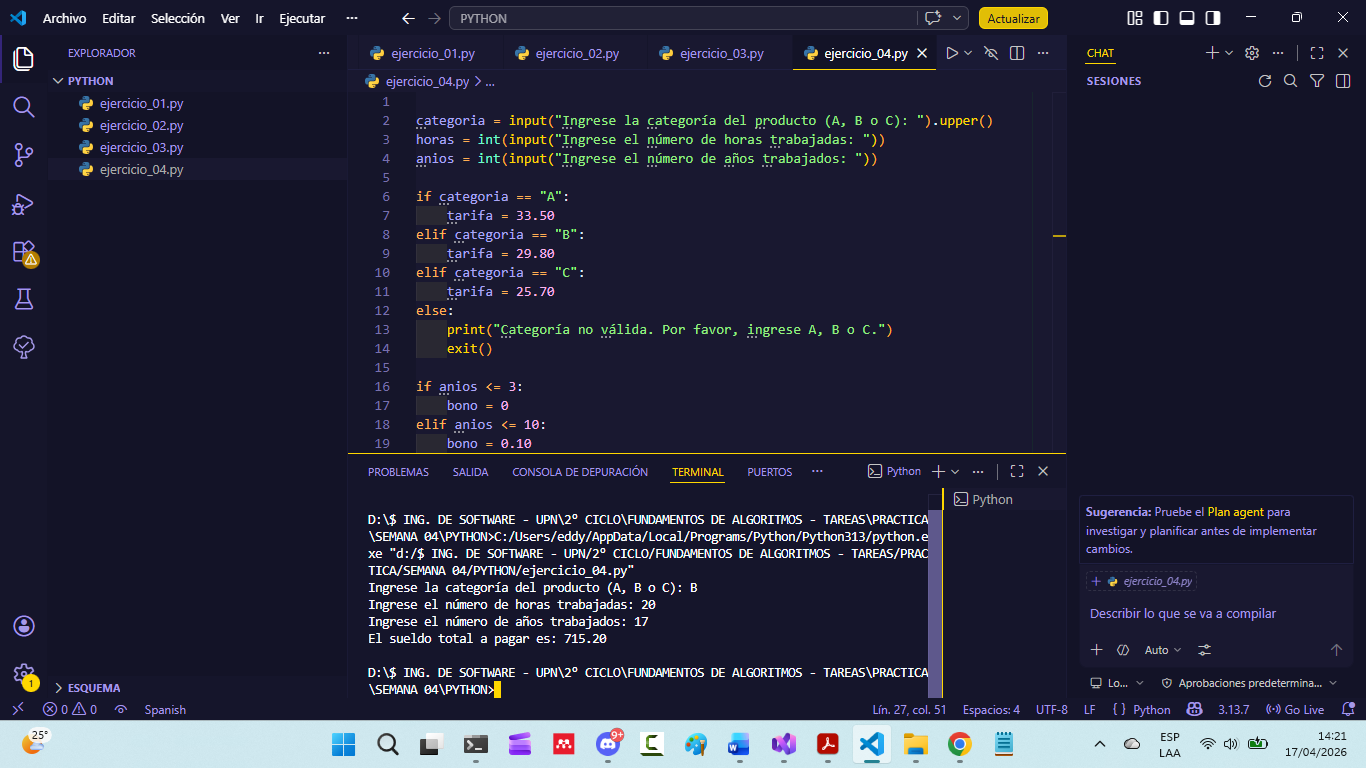 Archivo Editar Selección Ver Ir Ejecutar ··· PYTHON Actualizar
EXPLORADOR ···
PYTHON
ejercicio_01.py
ejercicio_02.py
ejercicio_03.py
ejercicio_04.py
ESQUEMA
ejercicio_01.py ejercicio_02.py ejercicio_03.py ejercicio_04.py ···
ejercicio_04.py > ...
1
2 categoria = input("Ingrese la categoría del producto (A, B o C): ").upper()
3 horas = int(input("Ingrese el número de horas trabajadas: "))
4 anios = int(input("Ingrese el número de años trabajados: "))
5
6 if categoria == "A":
7 tarifa = 33.50
8 elif categoria == "B":
9 tarifa = 29.80
10 elif categoria == "C":
11 tarifa = 25.70
12 else:
13 print("Categoría no válida. Por favor, ingrese A, B o C.")
14 exit()
15
16 if anios <= 3:
17 bono = 0
18 elif anios <= 10:
19 bono = 0.10
PROBLEMAS SALIDA CONSOLA DE DEPURACIÓN TERMINAL PUERTOS ··· Python ···
Python
D:\$ ING. DE SOFTWARE - UPN\2º CICLO\FUNDAMENTOS DE ALGORITMOS - TAREAS\PRACTICA
\SEMANA 04\PYTHON>C:/Users/eddy/AppData/Local/Programs/Python/Python313/python.e
xe "d:/$ ING. DE SOFTWARE - UPN/2º CICLO/FUNDAMENTOS DE ALGORITMOS - TAREAS/PRAC
TICA/SEMANA 04/PYTHON/ejercicio_04.py"
Ingrese la categoría del producto (A, B o C): B
Ingrese el número de horas trabajadas: 20
Ingrese el número de años trabajados: 17
El sueldo total a pagar es: 715.20
D:\$ ING. DE SOFTWARE - UPN\2º CICLO\FUNDAMENTOS DE ALGORITMOS - TAREAS\PRACTICA
\SEMANA 04\PYTHON>
CHAT ···
SESIONES
Sugerencia: Pruebe el Plan agent para
investigar y planificar antes de implementar
cambios.
ejercicio_04.py
Describir lo que se va a compilar
Auto
Lo... Aprobaciones predetermina...
1
0 0 Spanish Lín. 27, col. 51 Espacios: 4 UTF-8 LF { } Python 3.13.7 Go Live
25° 9+ ESP LAA 14:21
17/04/2026